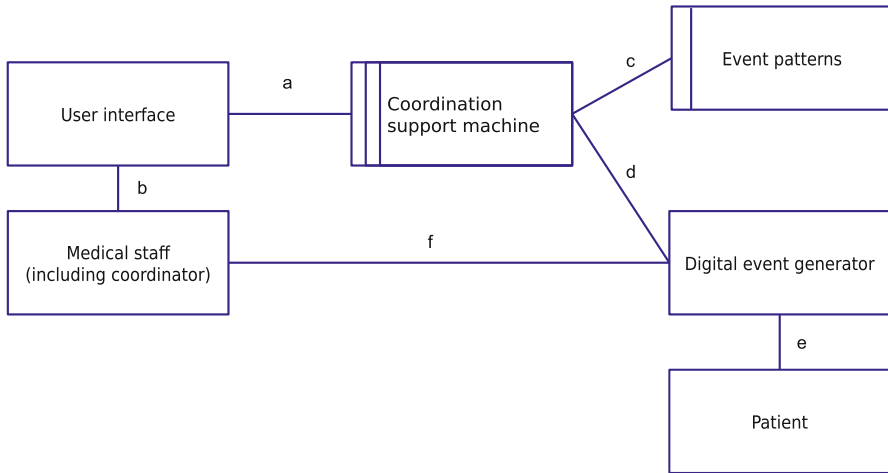 Event patterns
c
a
User interface
Coordination
support machine
d
b
Medical staff
(including coordinator)
f
Digital event generator
e
Patient